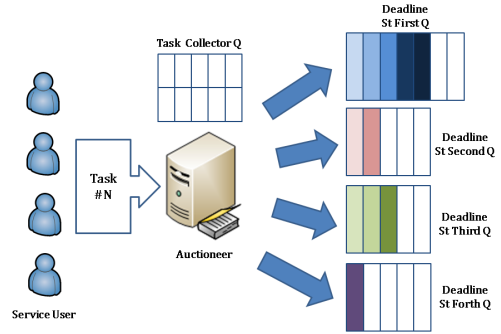 Deadline
St First Q
Task Collector Q
Deadline
St Second Q
Task
# N
Deadline
St Third Q
Auctioneer
Deadline
St Forth Q
Service User